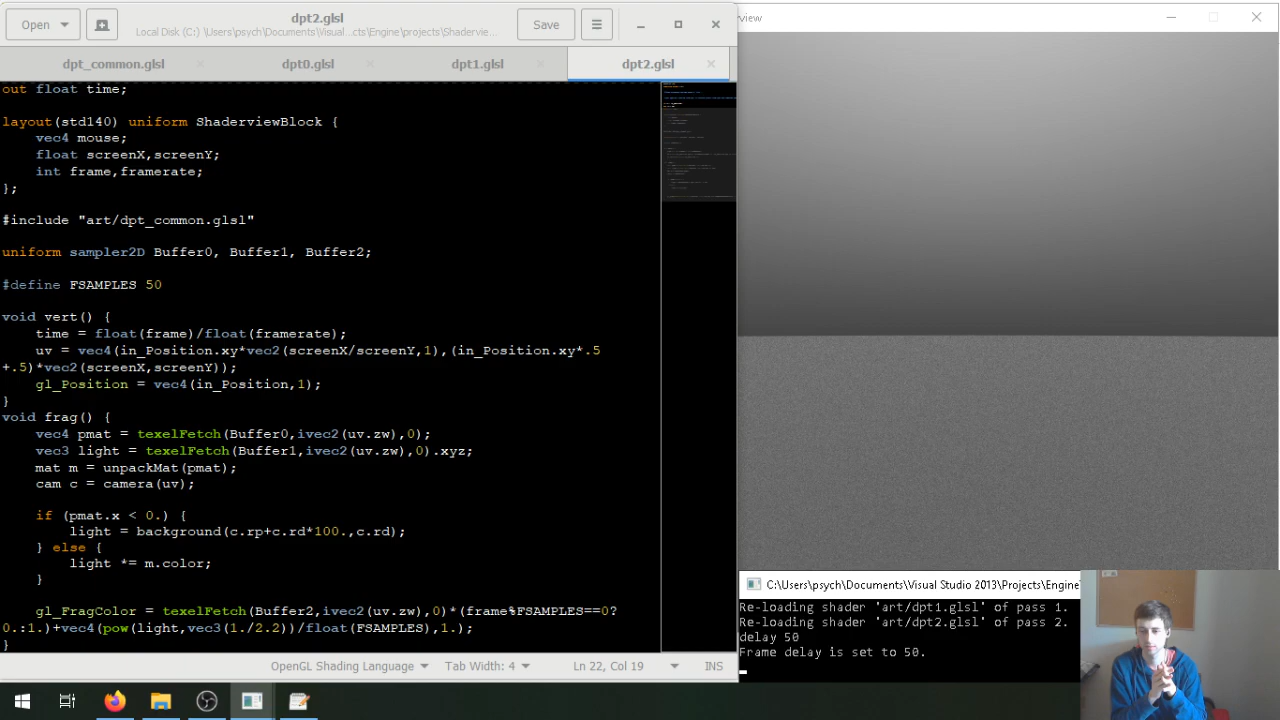 Open
dpt2.glsl
Local Disk (C:) \Users\psych\Documents\Visual ...cts\Engine\projects\Shadervie...
Save
dpt_common.glsl
dpt0.glsl
dpt1.glsl
dpt2.glsl
out float time;
layout(std140) uniform ShaderviewBlock {
    vec4 mouse;
    float screenX,screenY;
    int frame,framerate;
};
#include "art/dpt_common.glsl"
uniform sampler2D Buffer0, Buffer1, Buffer2;
#define FSAMPLES 50
void vert() {
    time = float(frame)/float(framerate);
    uv = vec4(in_Position.xy*vec2(screenX/screenY,1),(in_Position.xy*.5
+.5)*vec2(screenX,screenY));
    gl_Position = vec4(in_Position,1);
}
void frag() {
    vec4 pmat = texelFetch(Buffer0,ivec2(uv.zw),0);
    vec3 light = texelFetch(Buffer1,ivec2(uv.zw),0).xyz;
    mat m = unpackMat(pmat);
    cam c = camera(uv);
    if (pmat.x < 0.) {
        light = background(c.rp+c.rd*100.,c.rd);
    } else {
        light *= m.color;
    }
    gl_FragColor = texelFetch(Buffer2,ivec2(uv.zw),0)*(frame%FSAMPLES==0?
0.:1.)+vec4(pow(light,vec3(1./2.2))/float(FSAMPLES),1.);
}
OpenGL Shading Language
Tab Width: 4
Ln 22, Col 19
INS
rview
C:\Users\psych\Documents\Visual Studio 2013\Projects\Engine
Re-loading shader 'art/dpt1.glsl' of pass 1.
Re-loading shader 'art/dpt2.glsl' of pass 2.
delay 50
Frame delay is set to 50.